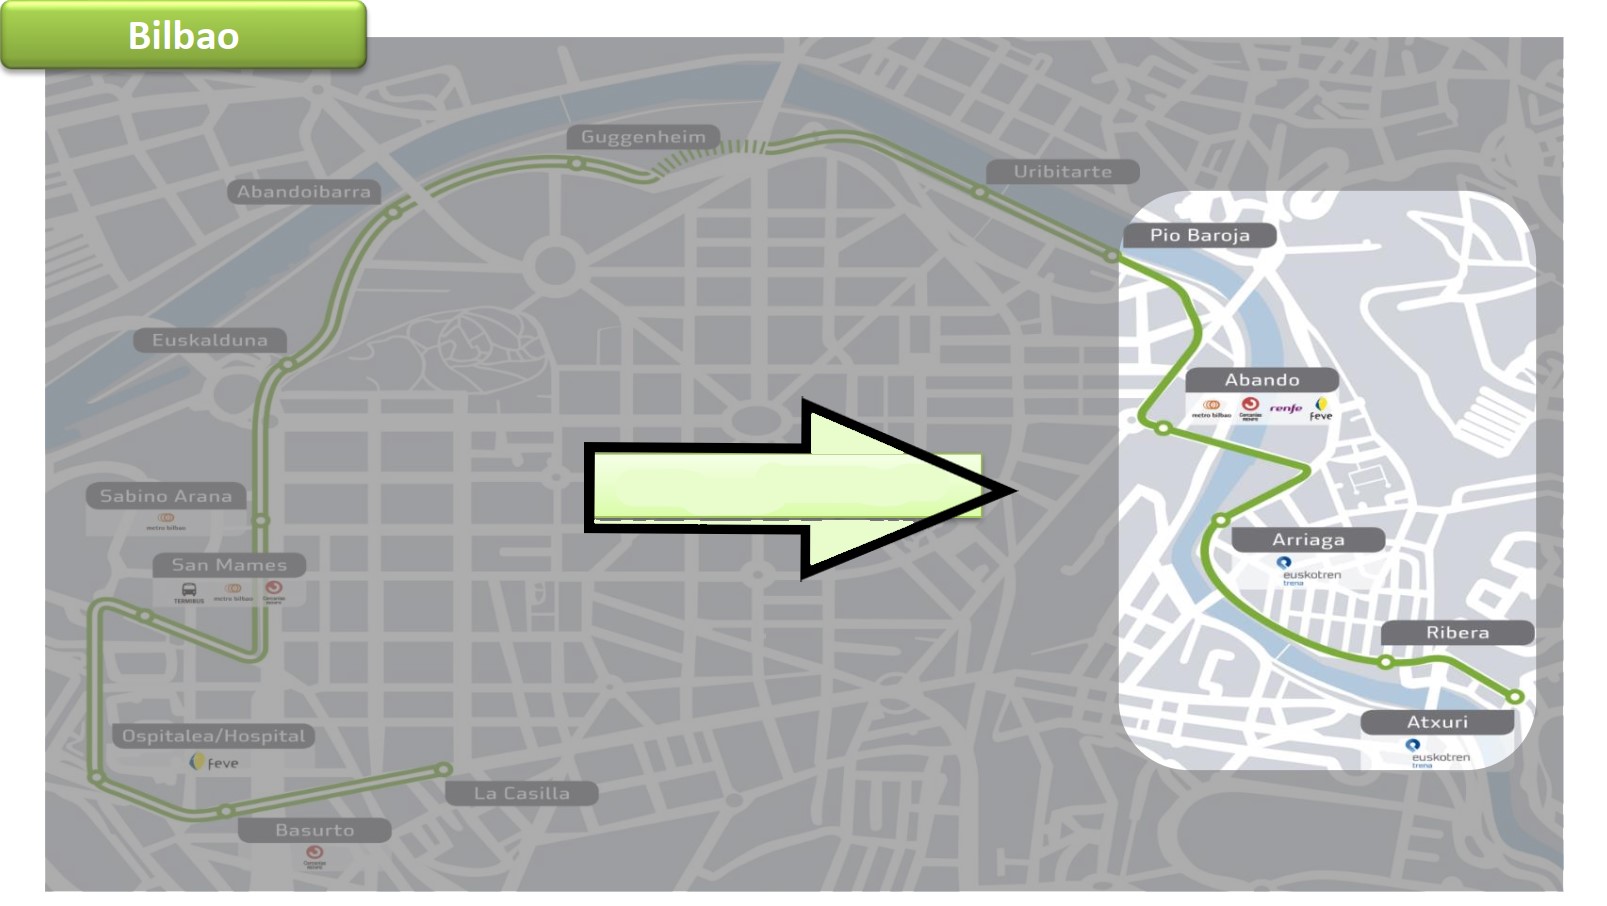 Bilbao
Guggenheim
Uribitarte
Abandoibarra
Pio Baroja
Euskalduna
Abando
metro bilbao
Cercanías
RENFE
renfe
feve
Sabino Arana
metro bilbao
Arriaga
euskotren
trena
San Mames
TERMIBUS
metro bilbao
Cercanías
RENFE
Ribera
Atxuri
euskotren
trena
Ospitalea/Hospital
feve
La Casilla
Basurto
Cercanías
RENFE